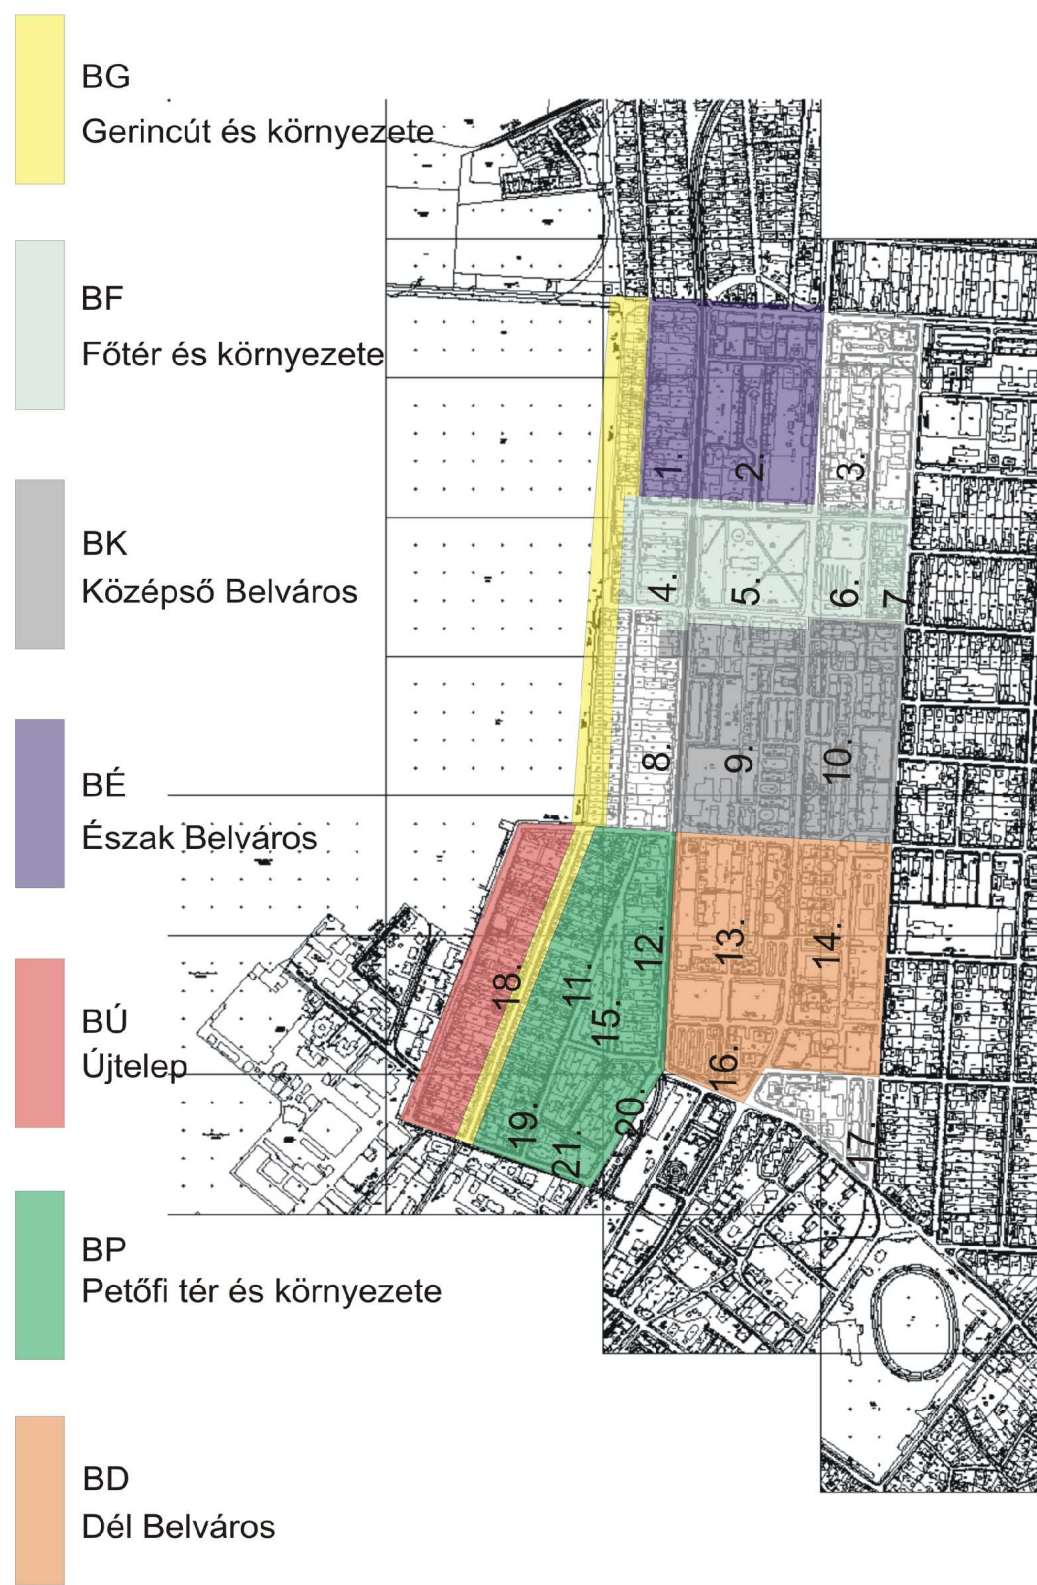 BG
Gerincút és környezete
BF
Főtér és környezete
BK
Középső Belváros
BÉ
Észak Belváros
BÚ
Újtelep
BP
Petőfi tér és környezete
BD
Dél Belváros
1.
2.
3.
4.
5.
6.
7.
8.
9.
10.
11.
12.
13.
14.
15.
16.
17.
18.
19.
20.
21.